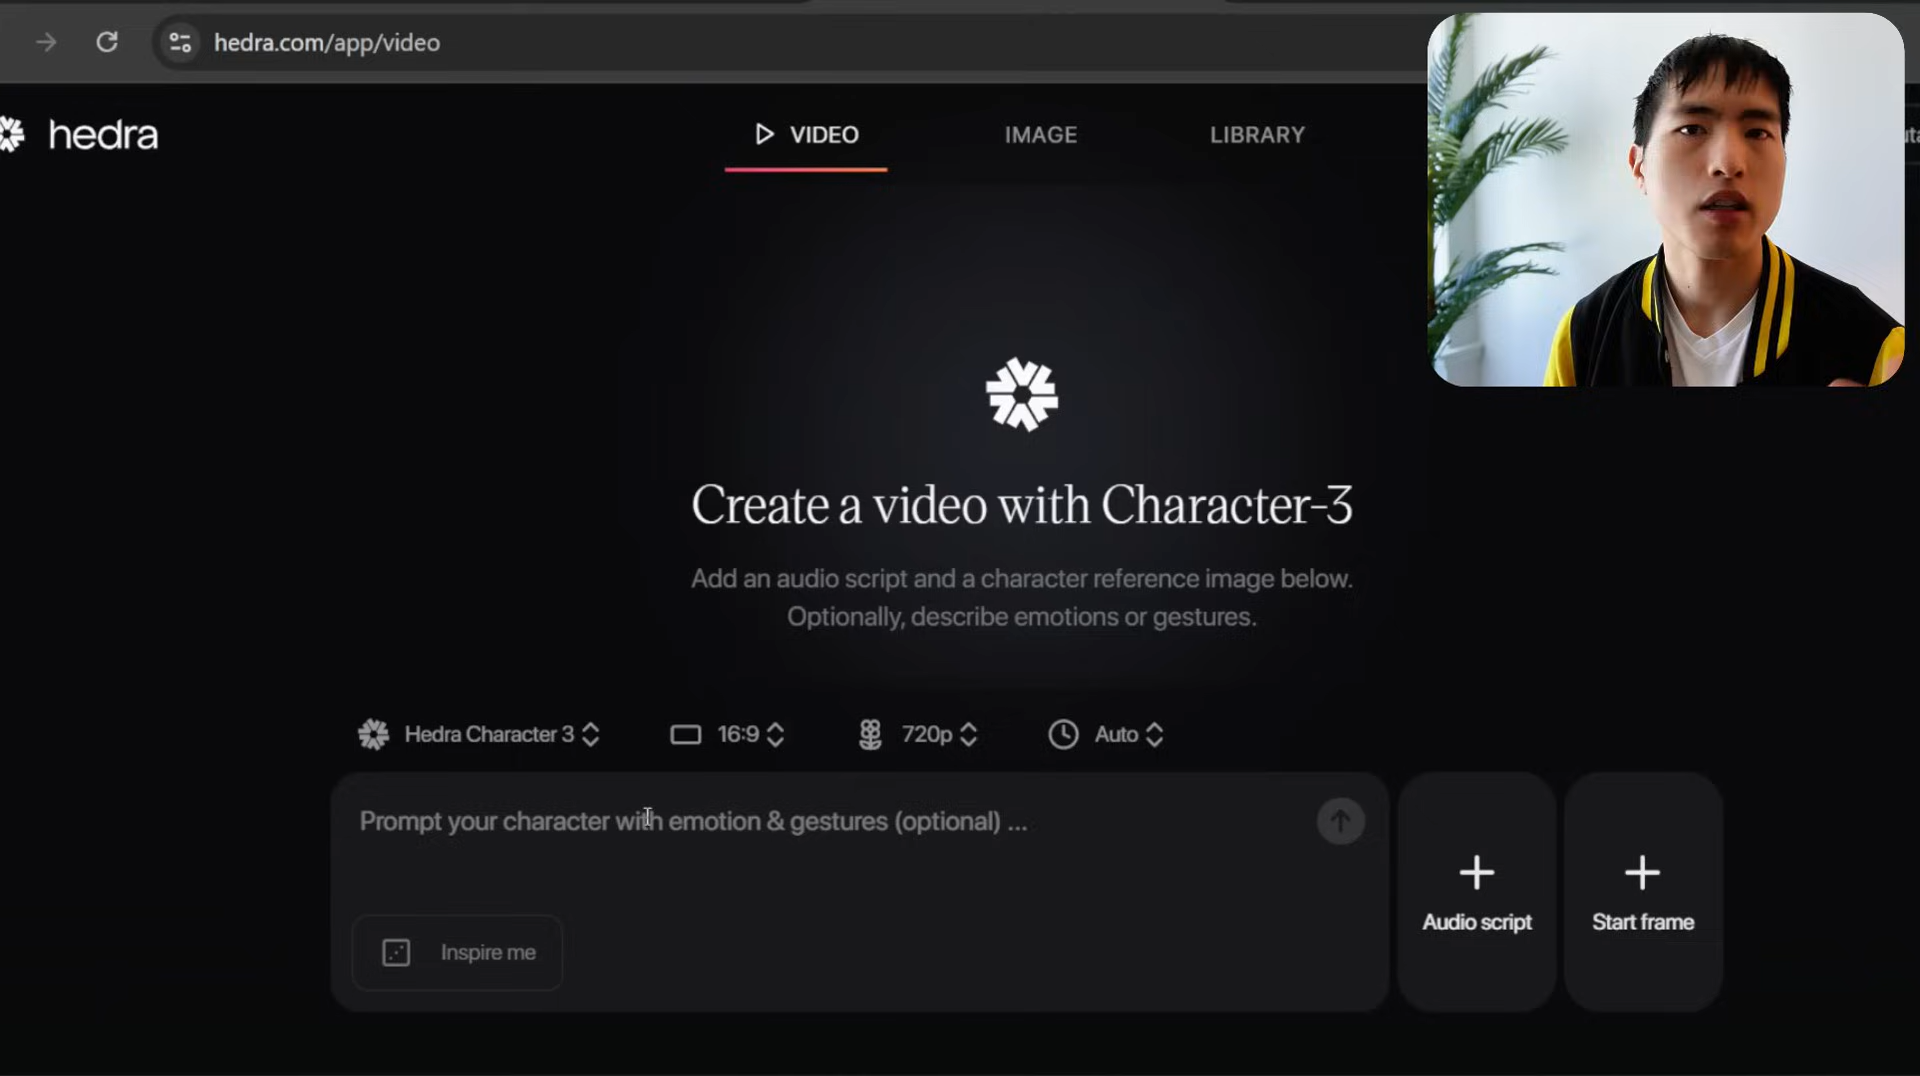 hedra.com/app/video
hedra
VIDEO
IMAGE
LIBRARY
Create a video with Character-3
Add an audio script and a character reference image below.
Optionally, describe emotions or gestures.
Hedra Character 3
16:9
720p
Auto
Prompt your character with emotion & gestures (optional) ...
Inspire me
Audio script
Start frame